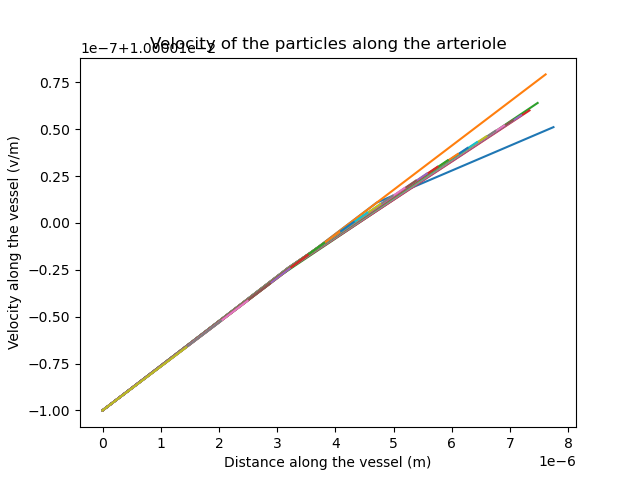 Velocity of the particles along the arteriole
1e−7+1.00001e−2
0.75
0.50
0.25
0.00
−0.25
−0.50
−0.75
−1.00
Velocity along the vessel (v/m)
0 1 2 3 4 5 6 7 8
1e−6
Distance along the vessel (m)